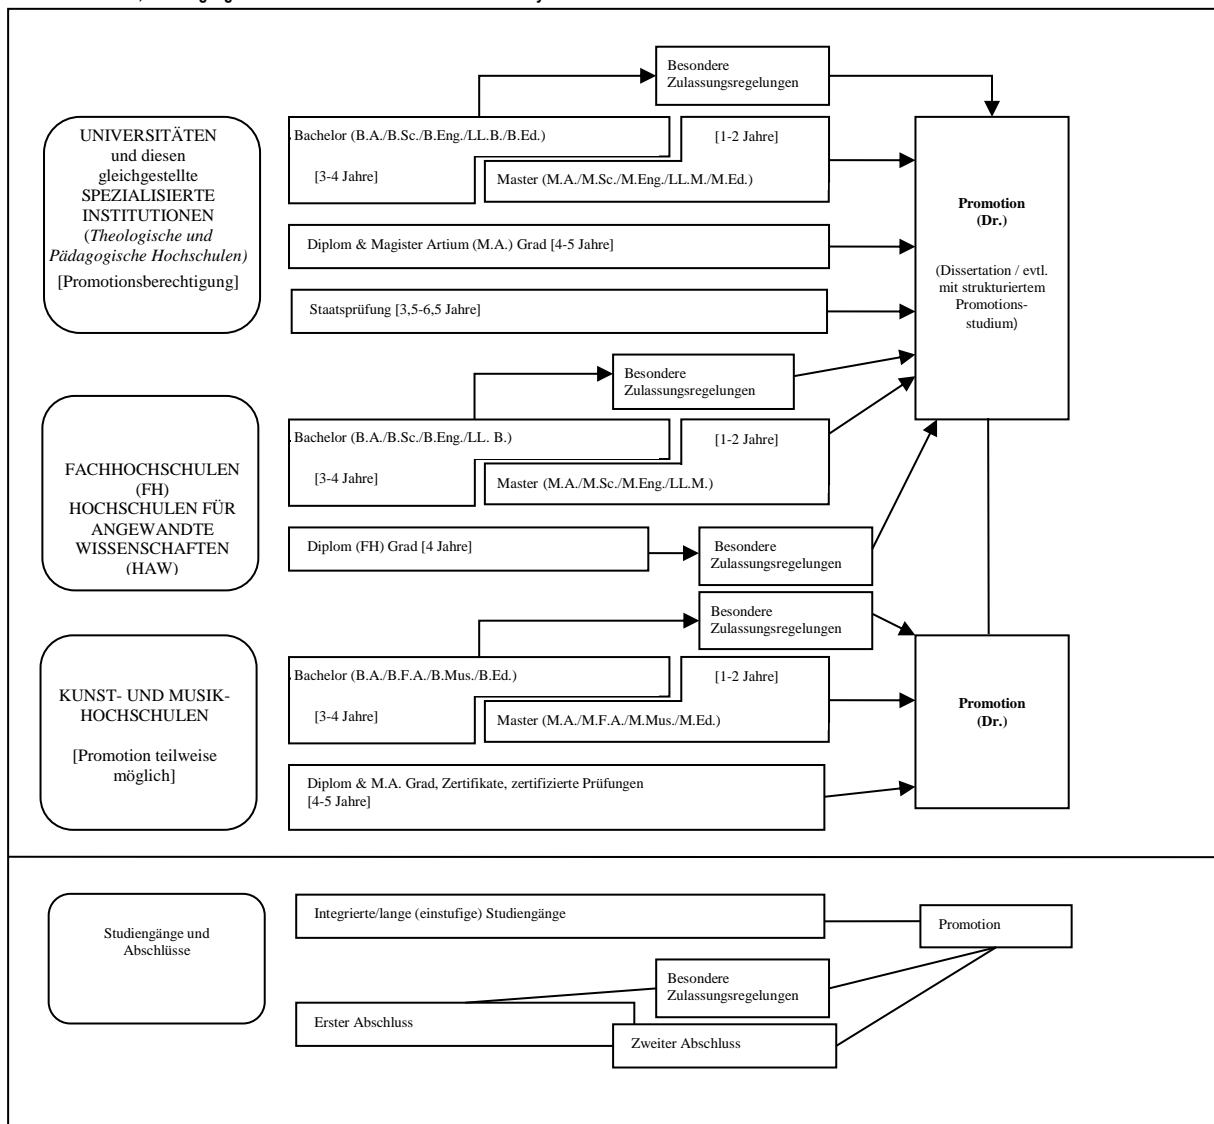 Besondere
Zulassungsregelungen
UNIVERSITÄTEN
und diesen
gleichgestellte
SPEZIALISIERTE
INSTITUTIONEN
(Theologische und
Pädagogische Hochschulen)
[Promotionsberechtigung]
Bachelor (B.A./B.Sc./B.Eng./LL.B./B.Ed.)
[3-4 Jahre]
[1-2 Jahre]
Master (M.A./M.Sc./M.Eng./LL.M./M.Ed.)
Diplom & Magister Artium (M.A.) Grad [4-5 Jahre]
Staatsprüfung [3,5-6,5 Jahre]
Promotion
(Dr.)
(Dissertation / evtl.
mit strukturiertem
Promotions-
studium)
Besondere
Zulassungsregelungen
FACHHOCHSCHULEN
(FH)
HOCHSCHULEN FÜR
ANGEWANDTE
WISSENSCHAFTEN
(HAW)
Bachelor (B.A./B.Sc./B.Eng./LL. B.)
[3-4 Jahre]
[1-2 Jahre]
Master (M.A./M.Sc./M.Eng./LL.M.)
Diplom (FH) Grad [4 Jahre]
Besondere
Zulassungsregelungen
Besondere
Zulassungsregelungen
KUNST- UND MUSIK-
HOCHSCHULEN
[Promotion teilweise
möglich]
Bachelor (B.A./B.F.A./B.Mus./B.Ed.)
[3-4 Jahre]
[1-2 Jahre]
Master (M.A./M.F.A./M.Mus./M.Ed.)
Diplom & M.A. Grad, Zertifikate, zertifizierte Prüfungen
[4-5 Jahre]
Promotion
(Dr.)
Studiengänge und
Abschlüsse
Integrierte/lange (einstufige) Studiengänge
Promotion
Besondere
Zulassungsregelungen
Erster Abschluss
Zweiter Abschluss